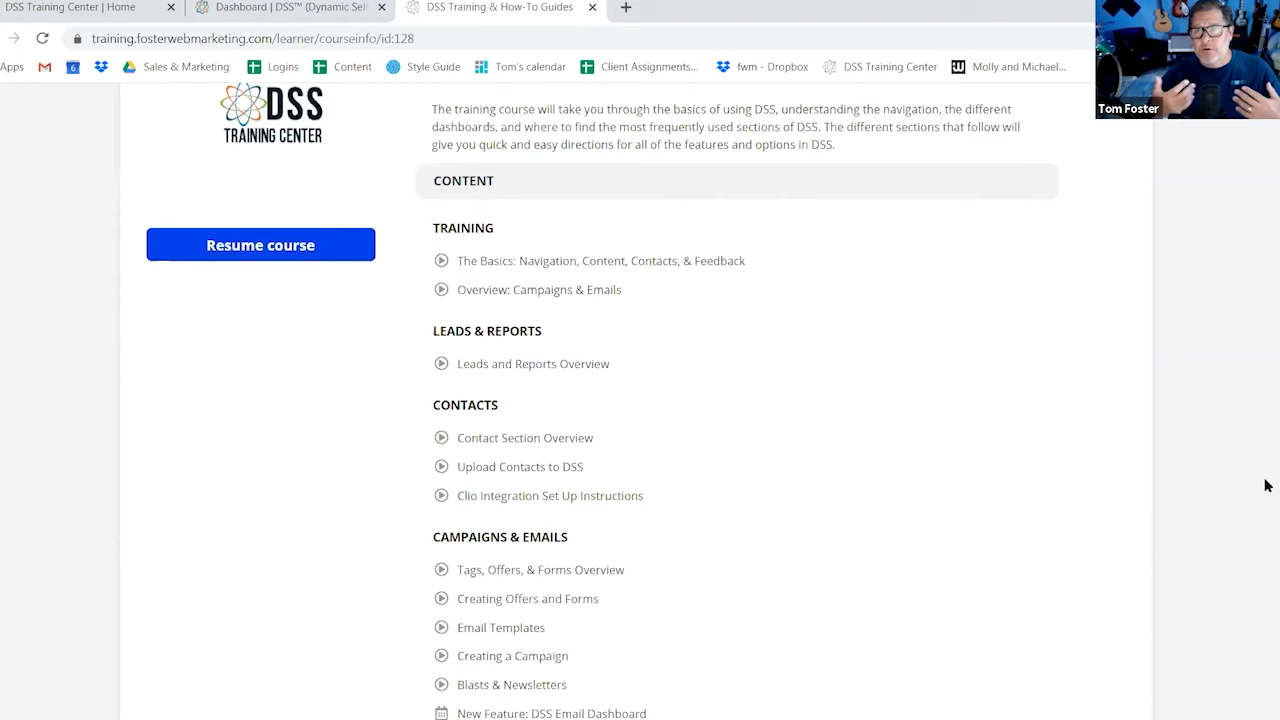 DSS Training Center | Home
Dashboard | DSS™ (Dynamic Self
DSS Training & How-To Guides
training.fosterwebmarketing.com/learner/courseinfo/id:128
Apps
6
Sales & Marketing
Logins
Content
Style Guide
Tom's calendar
Client Assignments...
fwm - Dropbox
DSS Training Center
Molly and Michael...
Tom Foster
DSS
TRAINING CENTER
Resume course
The training course will take you through the basics of using DSS, understanding the navigation, the different
dashboards, and where to find the most frequently used sections of DSS. The different sections that follow will
give you quick and easy directions for all of the features and options in DSS.
CONTENT
TRAINING
The Basics: Navigation, Content, Contacts, & Feedback
Overview: Campaigns & Emails
LEADS & REPORTS
Leads and Reports Overview
CONTACTS
Contact Section Overview
Upload Contacts to DSS
Clio Integration Set Up Instructions
CAMPAIGNS & EMAILS
Tags, Offers, & Forms Overview
Creating Offers and Forms
Email Templates
Creating a Campaign
Blasts & Newsletters
New Feature: DSS Email Dashboard